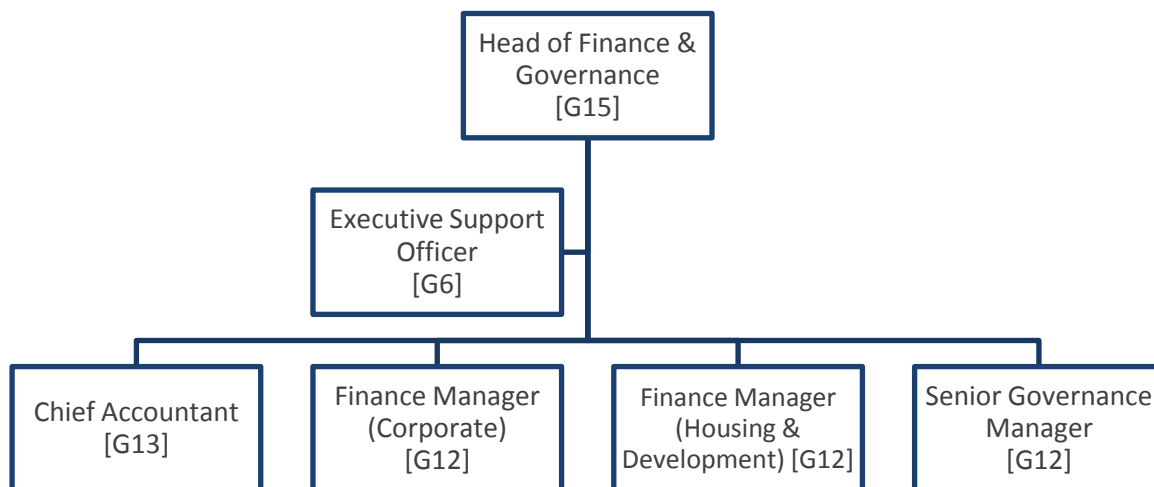 Head of Finance &
Governance
[G15]
Executive Support
Officer
[G6]
Chief Accountant
[G13]
Finance Manager
(Corporate)
[G12]
Finance Manager
(Housing &
Development) [G12]
Senior Governance
Manager
[G12]